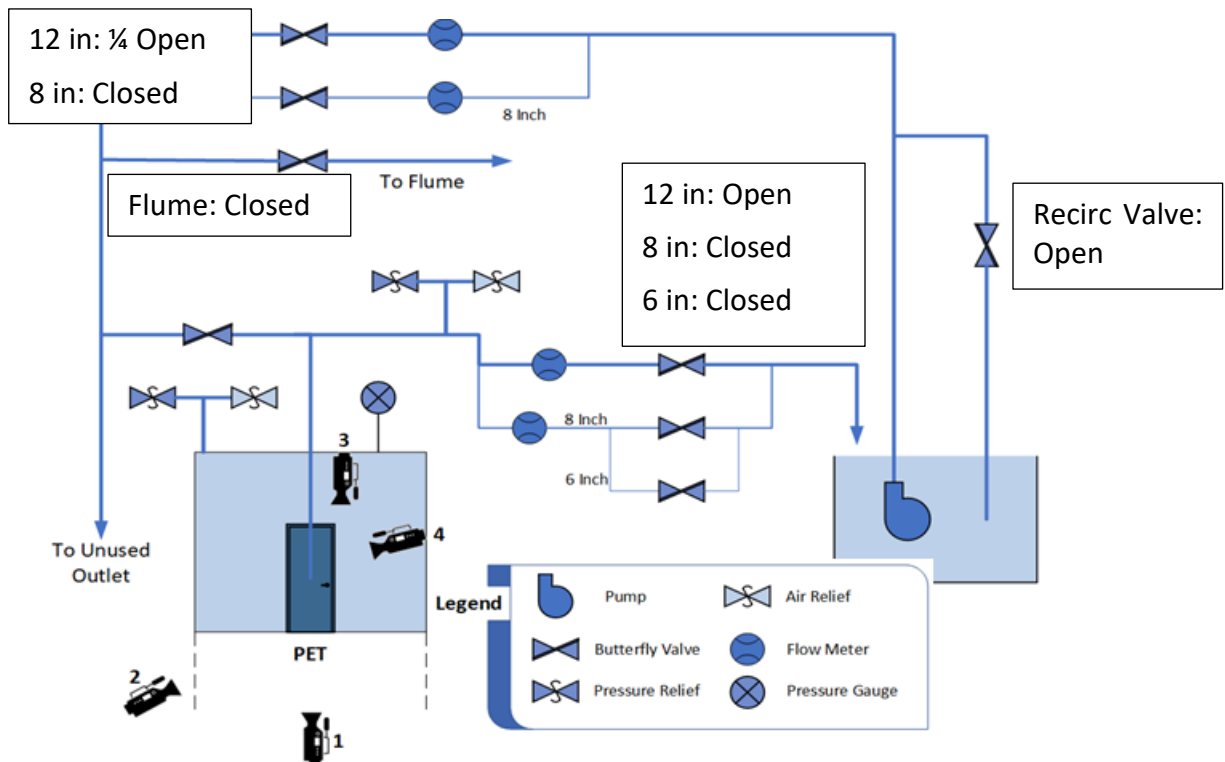 12 in: ¼ Open
8 in: Closed
8 Inch
To Flume
Flume: Closed
12 in: Open
8 in: Closed
6 in: Closed
Recirc Valve:
Open
8 Inch
6 Inch
3
4
To Unused
Outlet
PET
2
1
Legend
Pump
Air Relief
Butterfly Valve
Flow Meter
Pressure Relief
Pressure Gauge